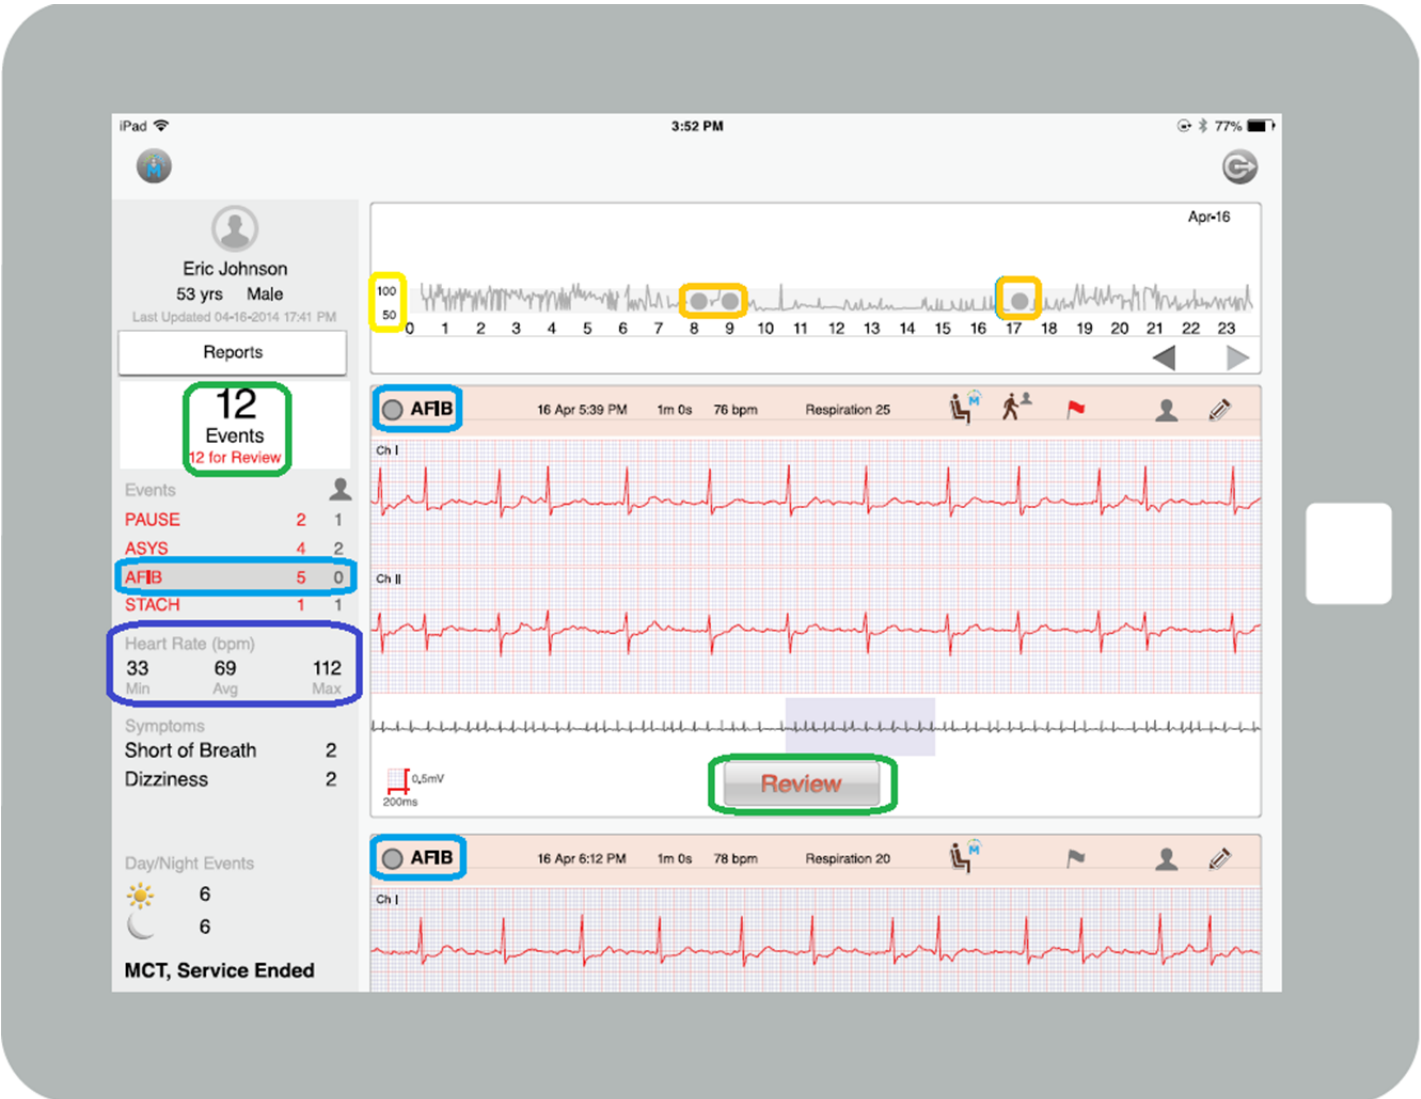 iPad 3:52 PM 77%
Eric Johnson
53 yrs Male
Last Updated 04-16-2014 17:41 PM
Reports
12
Events
12 for Review
Events
PAUSE 2 1
ASYS 4 2
AFIB 5 0
STACH 1 1
Heart Rate (bpm)
33 69 112
Min Avg Max
Symptoms
Short of Breath 2
Dizziness 2
Day/Night Events
6
6
MCT, Service Ended
Apr-16
100
50
0 1 2 3 4 5 6 7 8 9 10 11 12 13 14 15 16 17 18 19 20 21 22 23
AFIB 16 Apr 5:39 PM 1m 0s 76 bpm Respiration 25 M
Ch I
Ch II
0,5mV
200ms
Review
AFIB 16 Apr 6:12 PM 1m 0s 78 bpm Respiration 20 M
Ch I